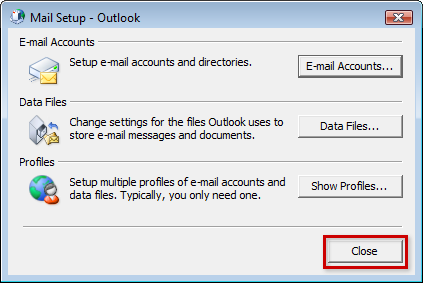 Mail Setup - Outlook
E-mail Accounts
Setup e-mail accounts and directories.
E-mail Accounts...
Data Files
Change settings for the files Outlook uses to
store e-mail messages and documents.
Data Files...
Profiles
Setup multiple profiles of e-mail accounts and
data files. Typically, you only need one.
Show Profiles...
Close